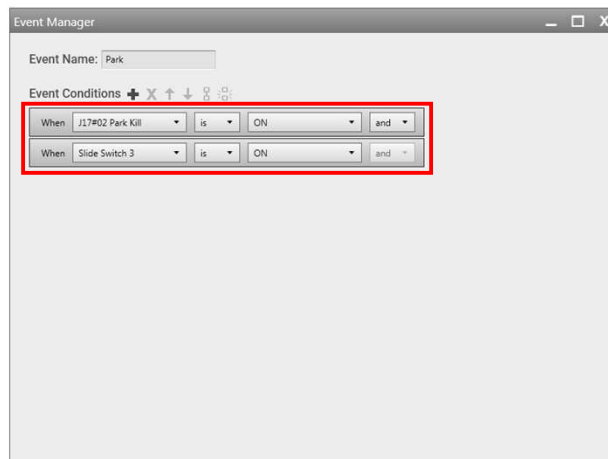 Event Manager
Event Name: Park
Event Conditions
When J17#02 Park Kill is ON and
When Slide Switch 3 is ON and